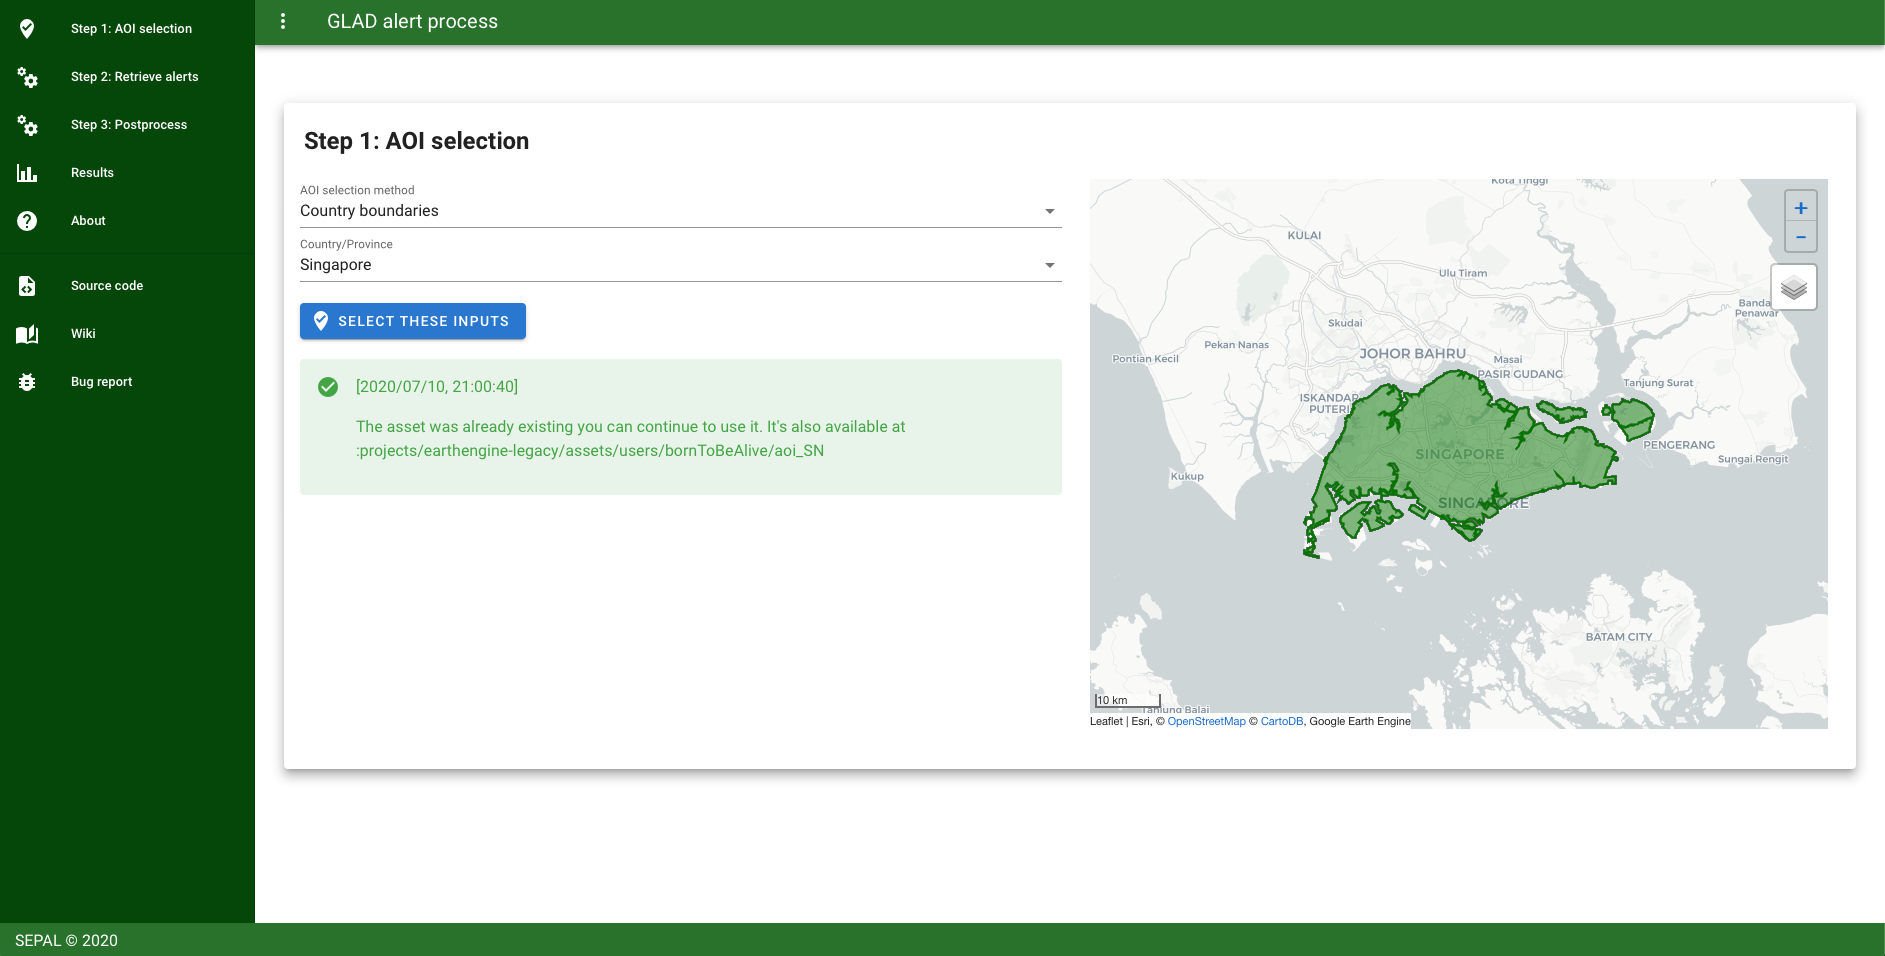 GLAD alert process
Step 1: AOI selection
Step 2: Retrieve alerts
Step 3: Postprocess
Results
About
Source code
Wiki
Bug report
Step 1: AOI selection
AOI selection method
Country boundaries
Country/Province
Singapore
SELECT THESE INPUTS
[2020/07/10, 21:00:40]
The asset was already existing you can continue to use it. It's also available at
:projects/earthengine-legacy/assets/users/bornToBeAlive/aoi_SN
Kota Tinggi
+
−
KULAI
Ulu Tiram
Bandar
Penawar
Skudai
Pekan Nanas
Pontian Kecil
JOHOR BAHRU
Masai
PASIR GUDANG
Tanjung Surat
ISKANDAR
PUTERI
PENGERANG
SINGAPORE
Sungai Rengit
Kukup
SINGAPORE
BATAM CITY
10 km
Tanjung Balai
Leaflet | Esri, © OpenStreetMap © CartoDB, Google Earth Engine
SEPAL © 2020